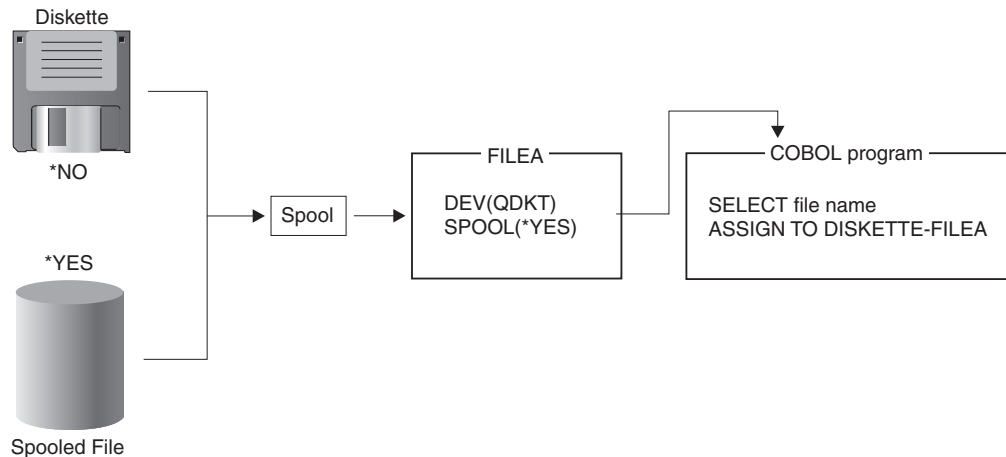 Diskette
*NO
*YES
Spooled File
Spool
FILEA
DEV(QDKT)
SPOOL(*YES)
COBOL program
SELECT file name
ASSIGN TO DISKETTE-FILEA